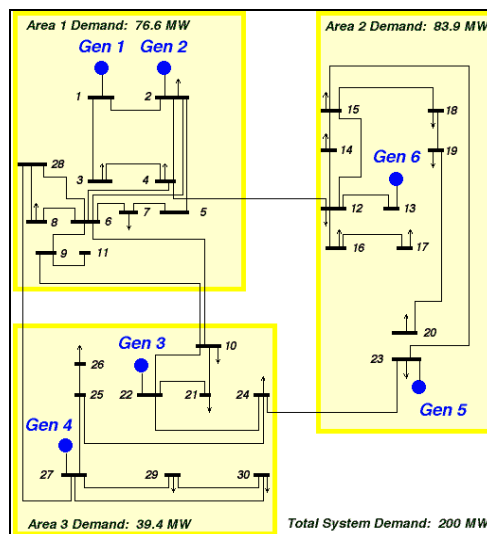 Area 1 Demand: 76.6 MW
Area 2 Demand: 83.9 MW
Gen 1 Gen 2
1 2
15 18
14 19
Gen 6
28
3 4
12 13
8 6 7 5
16 17
9 11
20
10
23
Gen 3
26
Gen 5
25 22 21 24
Gen 4
27 29 30
Area 3 Demand: 39.4 MW
Total System Demand: 200 MW